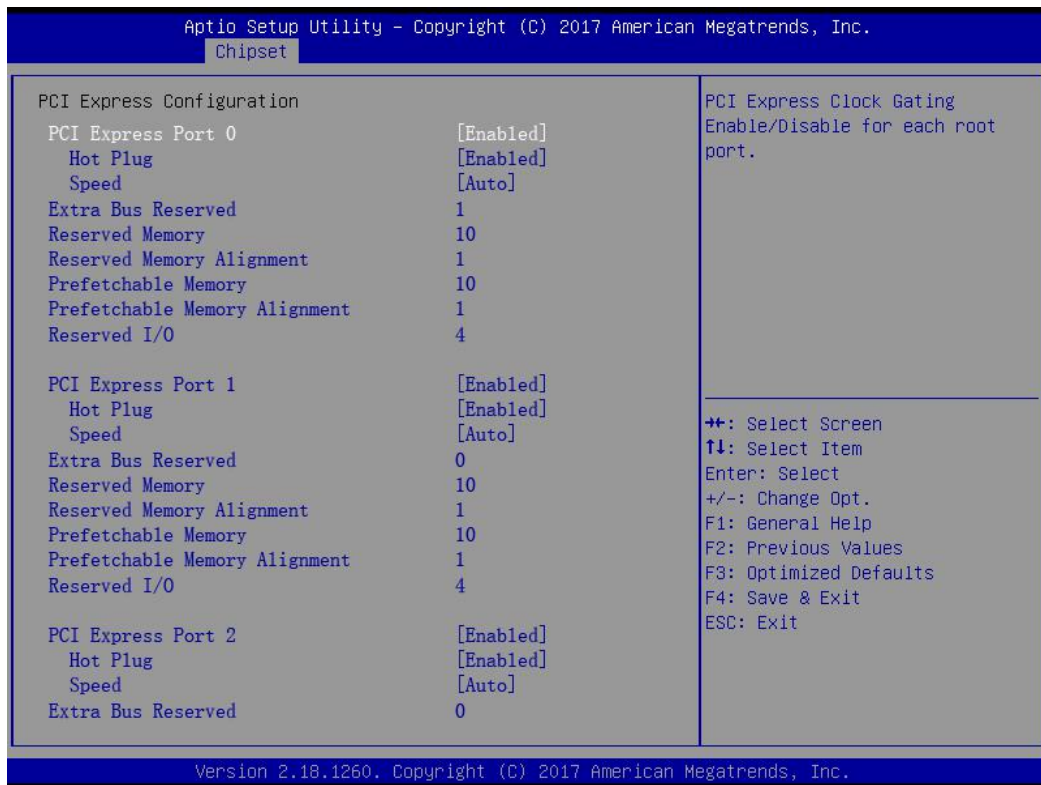 Aptio Setup Utility – Copyright (C) 2017 American Megatrends, Inc.
Chipset
PCI Express Configuration
PCI Express Port 0 [Enabled]
Hot Plug [Enabled]
Speed [Auto]
Extra Bus Reserved 1
Reserved Memory 10
Reserved Memory Alignment 1
Prefetchable Memory 10
Prefetchable Memory Alignment 1
Reserved I/O 4
PCI Express Port 1 [Enabled]
Hot Plug [Enabled]
Speed [Auto]
Extra Bus Reserved 0
Reserved Memory 10
Reserved Memory Alignment 1
Prefetchable Memory 10
Prefetchable Memory Alignment 1
Reserved I/O 4
PCI Express Port 2 [Enabled]
Hot Plug [Enabled]
Speed [Auto]
Extra Bus Reserved 0
PCI Express Clock Gating
Enable/Disable for each root
port.
→←: Select Screen
↑↓: Select Item
Enter: Select
+/-: Change Opt.
F1: General Help
F2: Previous Values
F3: Optimized Defaults
F4: Save & Exit
ESC: Exit
Version 2.18.1260. Copyright (C) 2017 American Megatrends, Inc.